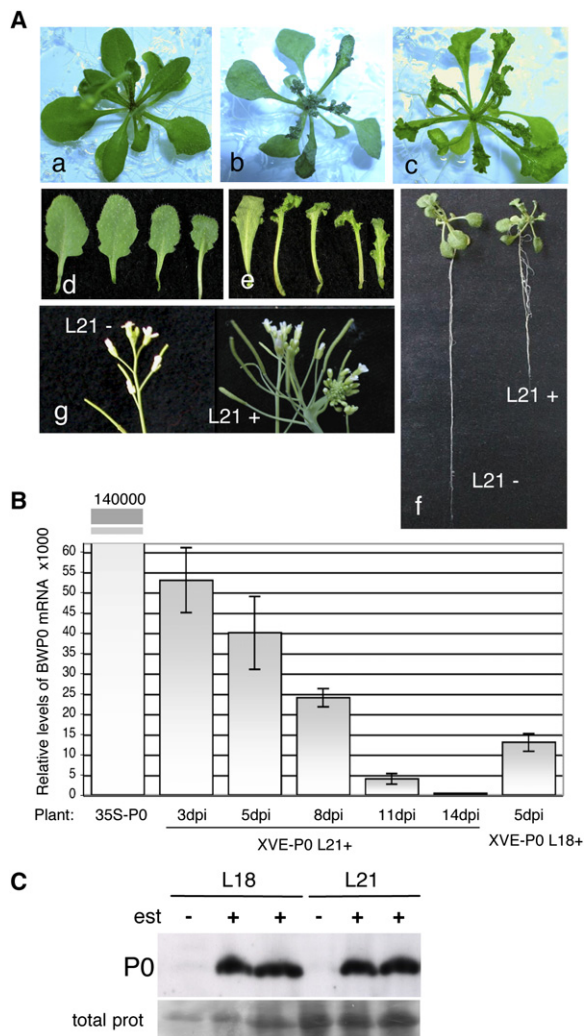 A
a
b
c
d
e
L21 -
g
L21 +
L21 +
L21 -
f
B
140000
Relative levels of BWP0 mRNA x1000
60
55
50
45
40
35
30
25
20
15
10
5
0
Plant: 35S-P0 3dpi 5dpi 8dpi 11dpi 14dpi 5dpi
XVE-P0 L21+ XVE-P0 L18+
C
L18 L21
est - + + - + +
P0
total prot